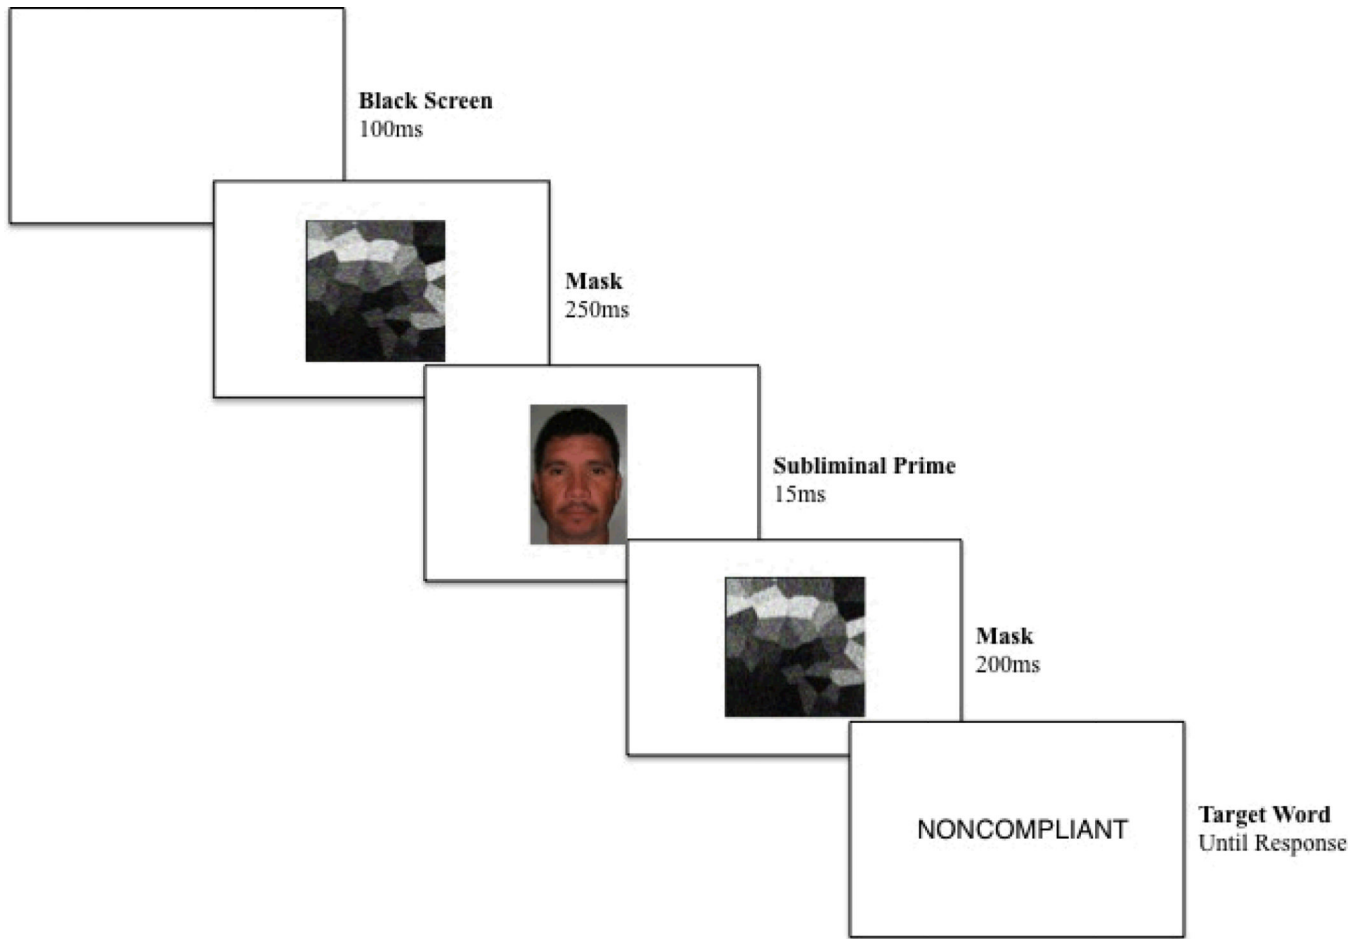 Black Screen
100ms
Mask
250ms
Subliminal Prime
15ms
Mask
200ms
NONCOMPLIANT
Target Word
Until Response